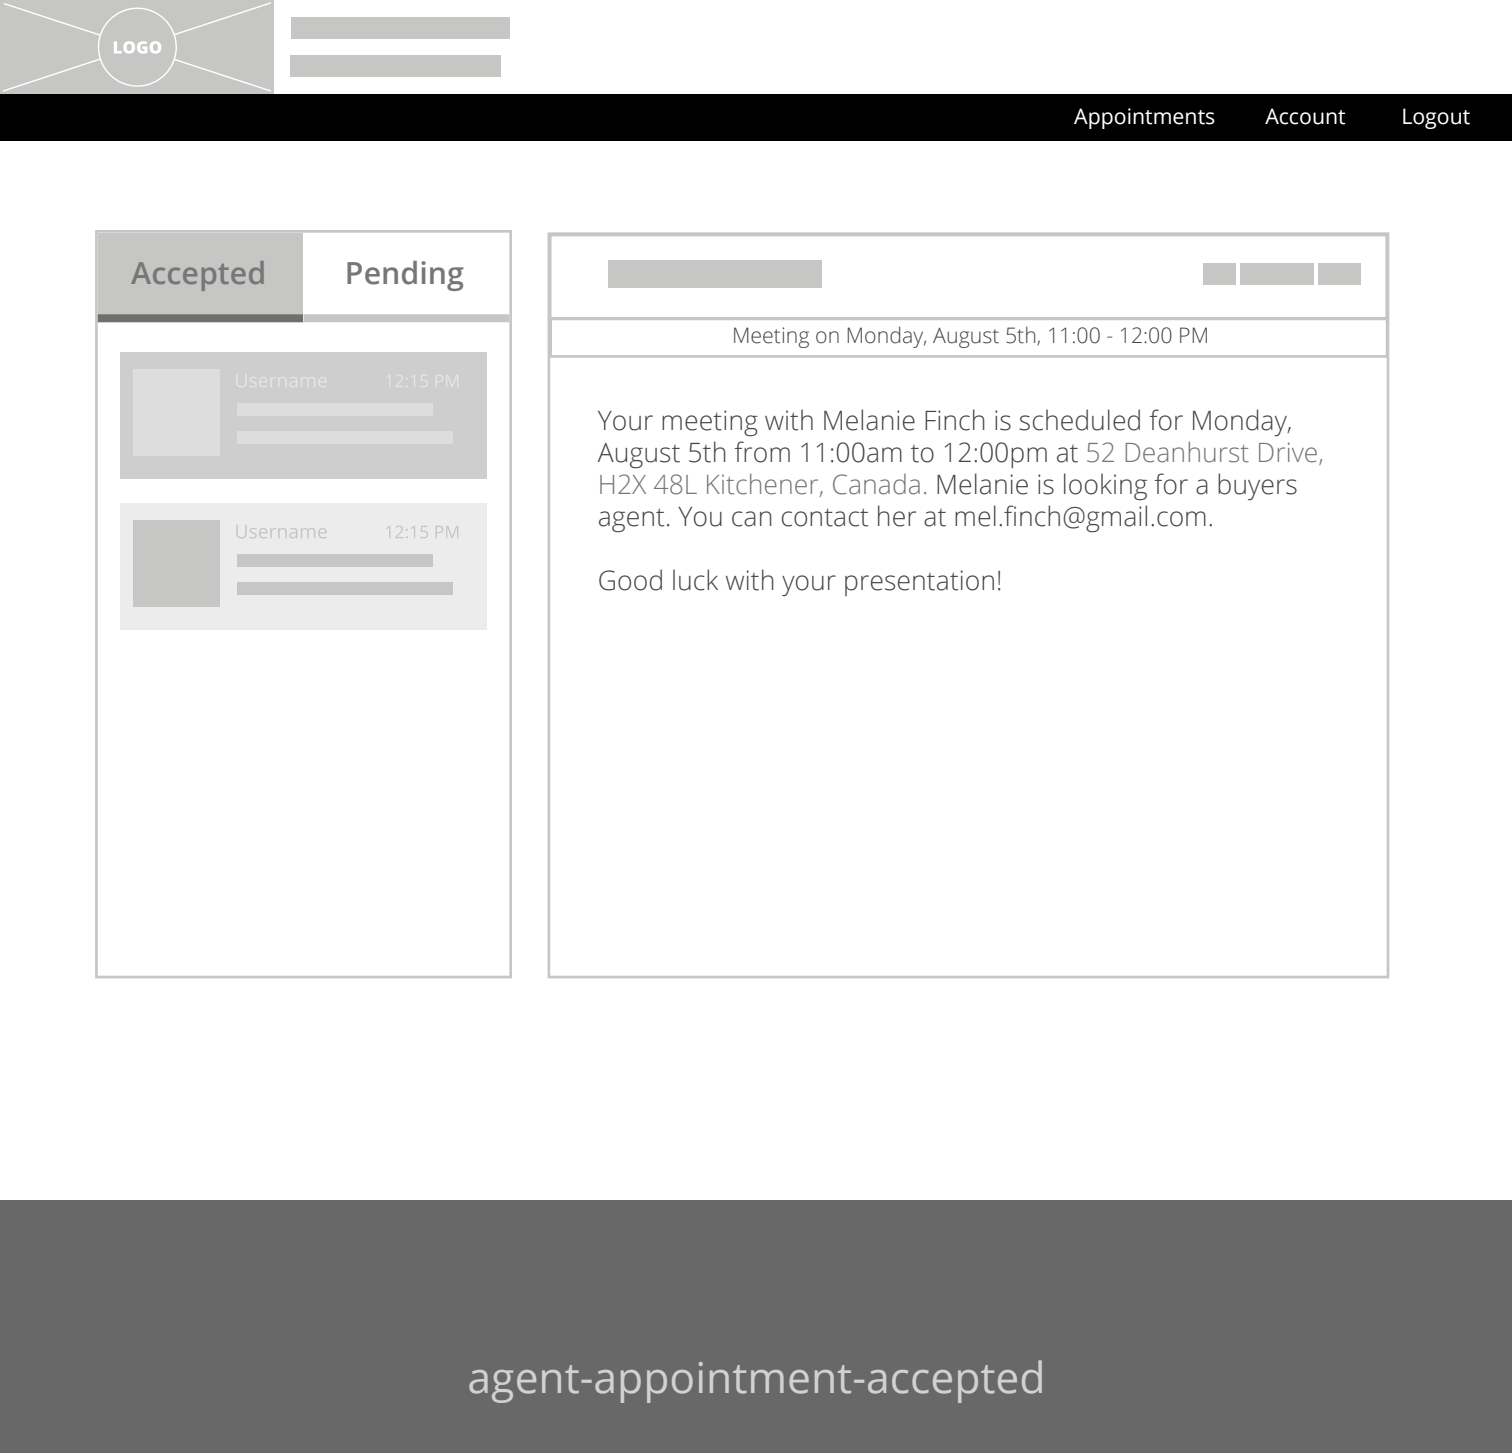 LOGO
Appointments Account Logout
Accepted Pending
Username 12:15 PM
Username 12:15 PM
Meeting on Monday, August 5th, 11:00 - 12:00 PM
Your meeting with Melanie Finch is scheduled for Monday,
August 5th from 11:00am to 12:00pm at 52 Deanhurst Drive,
H2X 48L Kitchener, Canada. Melanie is looking for a buyers
agent. You can contact her at mel.finch@gmail.com.
Good luck with your presentation!
agent-appointment-accepted